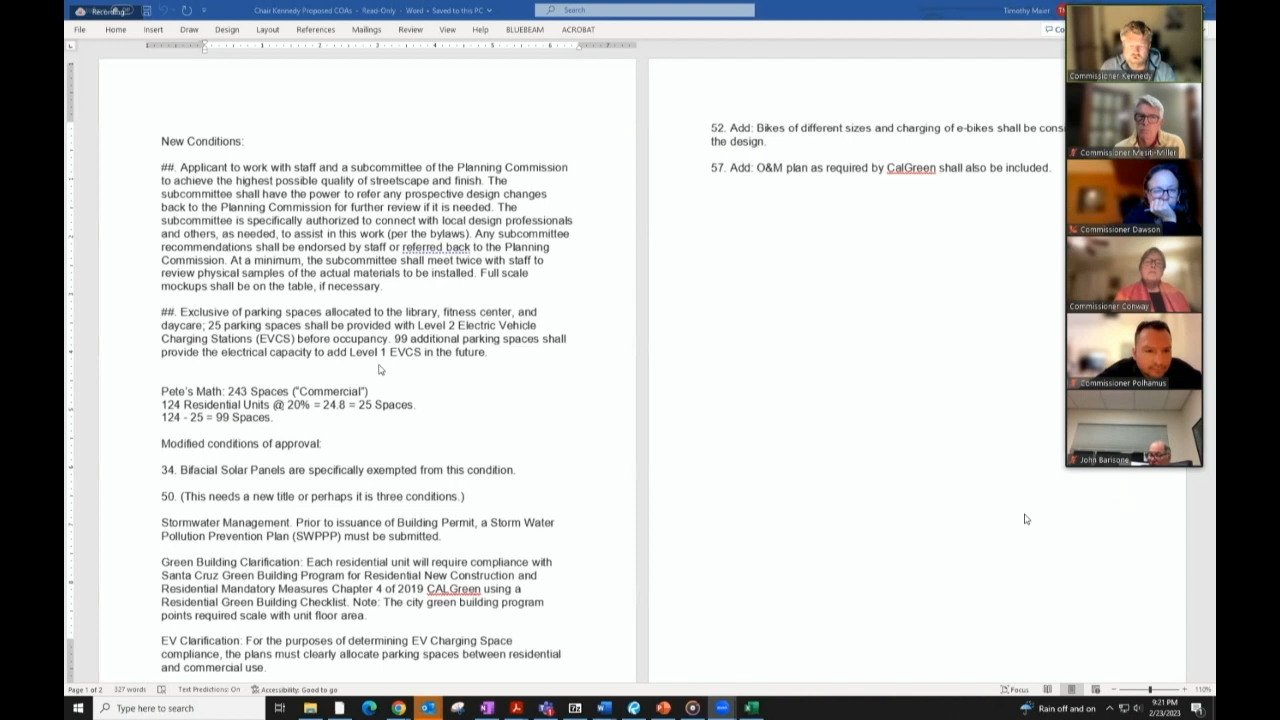 Recording...
Chair Kennedy Proposed COAs - Read-Only - Word • Saved to this PC
Search
Timothy Maier
File Home Insert Draw Design Layout References Mailings Review View Help BLUEBEAM ACROBAT
New Conditions:
##. Applicant to work with staff and a subcommittee of the Planning Commission
to achieve the highest possible quality of streetscape and finish. The
subcommittee shall have the power to refer any prospective design changes
back to the Planning Commission for further review if it is needed. The
subcommittee is specifically authorized to connect with local design professionals
and others, as needed, to assist in this work (per the bylaws). Any subcommittee
recommendations shall be endorsed by staff or referred back to the Planning
Commission. At a minimum, the subcommittee shall meet twice with staff to
review physical samples of the actual materials to be installed. Full scale
mockups shall be on the table, if necessary.
##. Exclusive of parking spaces allocated to the library, fitness center, and
daycare; 25 parking spaces shall be provided with Level 2 Electric Vehicle
Charging Stations (EVCS) before occupancy. 99 additional parking spaces shall
provide the electrical capacity to add Level 1 EVCS in the future.
Pete's Math: 243 Spaces ("Commercial")
124 Residential Units @ 20% = 24.8 = 25 Spaces.
124 - 25 = 99 Spaces.
Modified conditions of approval:
34. Bifacial Solar Panels are specifically exempted from this condition.
50. (This needs a new title or perhaps it is three conditions.)
Stormwater Management. Prior to issuance of Building Permit, a Storm Water
Pollution Prevention Plan (SWPPP) must be submitted.
Green Building Clarification: Each residential unit will require compliance with
Santa Cruz Green Building Program for Residential New Construction and
Residential Mandatory Measures Chapter 4 of 2019 CALGreen using a
Residential Green Building Checklist. Note: The city green building program
points required scale with unit floor area.
EV Clarification: For the purposes of determining EV Charging Space
compliance, the plans must clearly allocate parking spaces between residential
and commercial use.
52. Add: Bikes of different sizes and charging of e-bikes shall be cons
the design.
57. Add: O&M plan as required by CalGreen shall also be included.
Commissioner Kennedy
Commissioner Mesiti-Miller
Commissioner Dawson
Commissioner Conway
Commissioner Polhamus
John Barisone
Page 1 of 2 327 words Text Predictions: On Accessibility: Good to go Focus 110%
Type here to search
Rain off and on
9:21 PM
2/23/2023